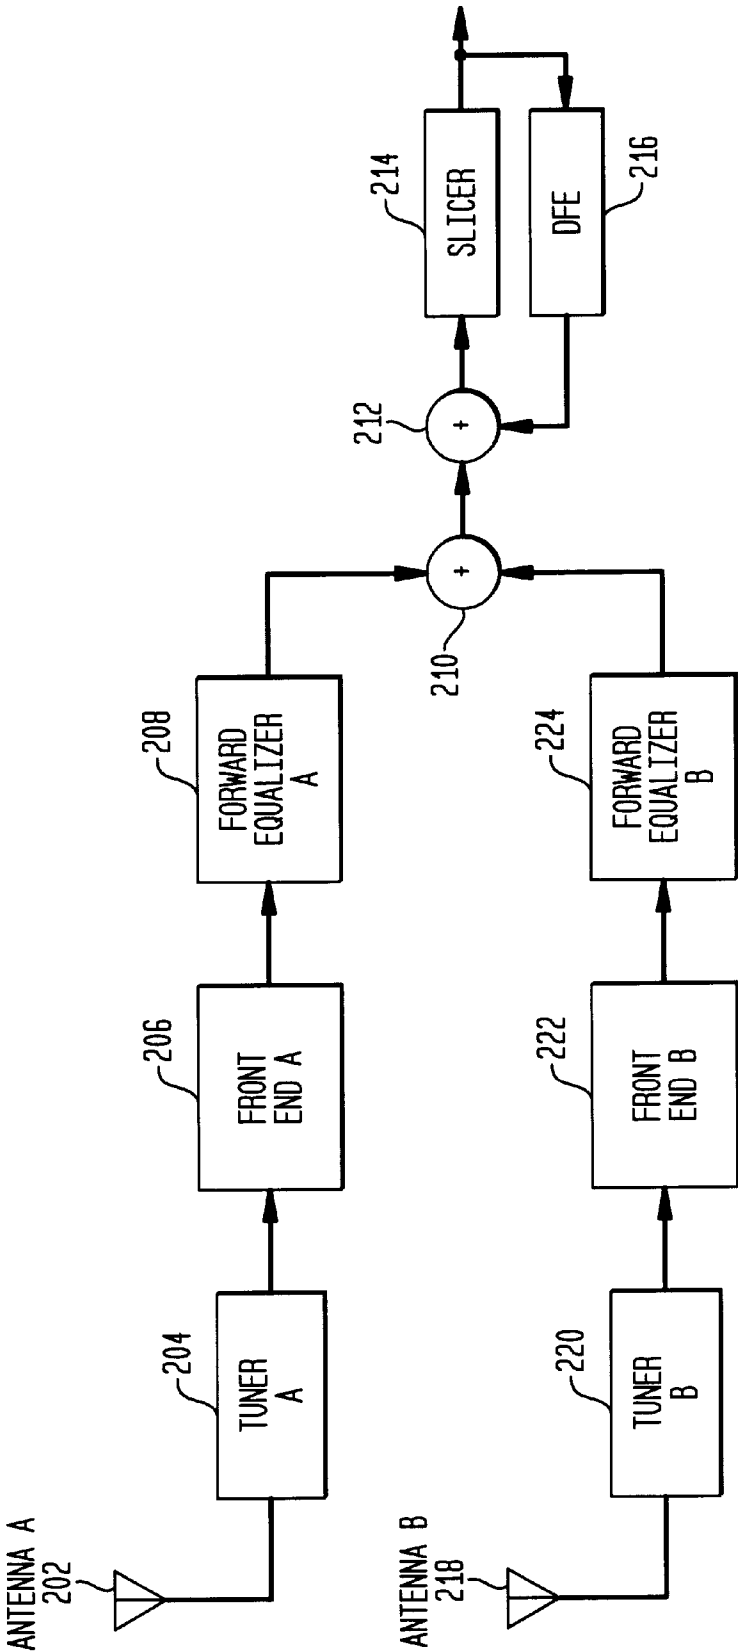 ANTENNA A
202
204
TUNER
A
206
FRONT
END A
208
FORWARD
EQUALIZER
A
210
+
212
+
214
SLICER
DFE
216
ANTENNA B
218
220
TUNER
B
222
FRONT
END B
224
FORWARD
EQUALIZER
B